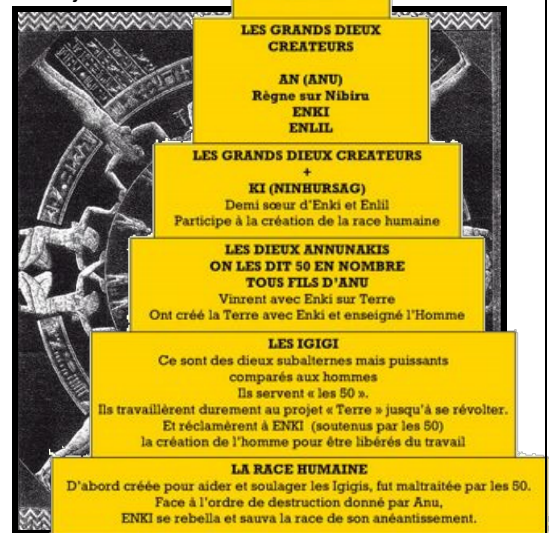 LES GRANDS DIEUX
CREATEURS
AN (ANU)
Règne sur Nibiru
ENKI
ENLIL
LES GRANDS DIEUX CREATEURS
+
KI (NINHURSAG)
Demi sœur d'Enki et Enlil
Participe à la création de la race humaine
LES DIEUX ANNUNAKIS
ON LES DIT 50 EN NOMBRE
TOUS FILS D'ANU
Vinrent avec Enki sur Terre
Ont créé la Terre avec Enki et enseigné l'Homme
LES IGIGI
Ce sont des dieux subalternes mais puissants
comparés aux hommes
Ils servent « les 50 ».
Ils travaillèrent durement au projet « Terre » jusqu'à se révolter.
Et réclamèrent à ENKI (soutenus par les 50)
la création de l'homme pour être libérés du travail
LA RACE HUMAINE
D'abord créée pour aider et soulager les Igigis, fut maltraitée par les 50.
Face à l'ordre de destruction donné par Anu,
ENKI se rebella et sauva la race de son anéantissement.